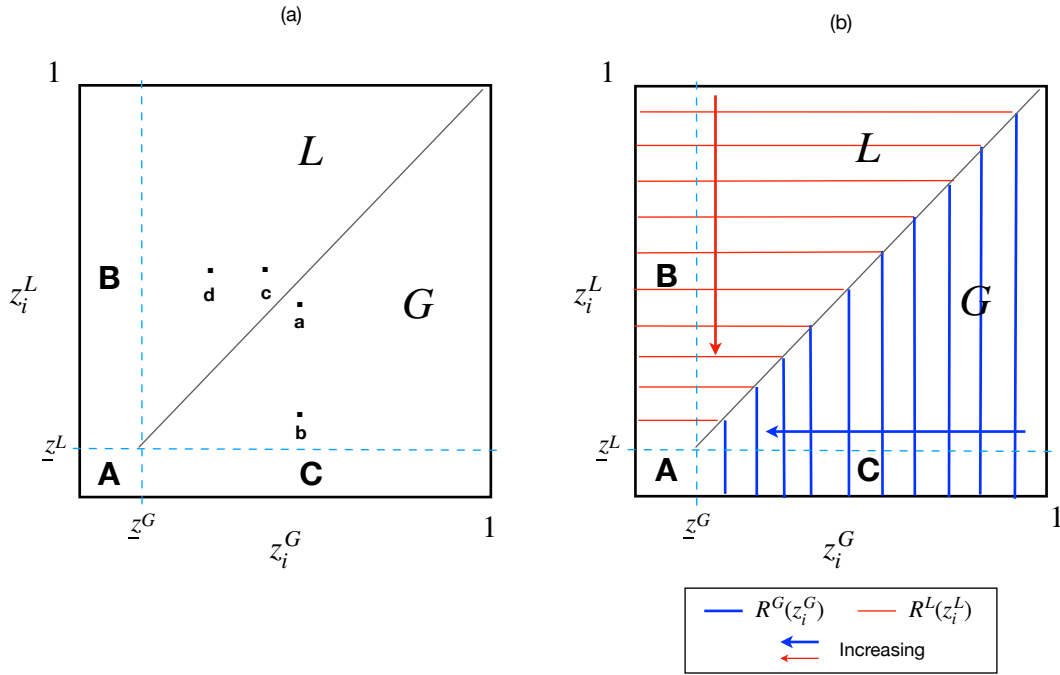 (a)
1
L
B
d
c
a
G
z_i^L
b
z̲^L
A
C
z̲^G
z_i^G
1
(b)
1
L
B
G
z_i^L
z̲^L
A
C
z̲^G
z_i^G
1
R^G(z_i^G)
R^L(z_i^L)
Increasing